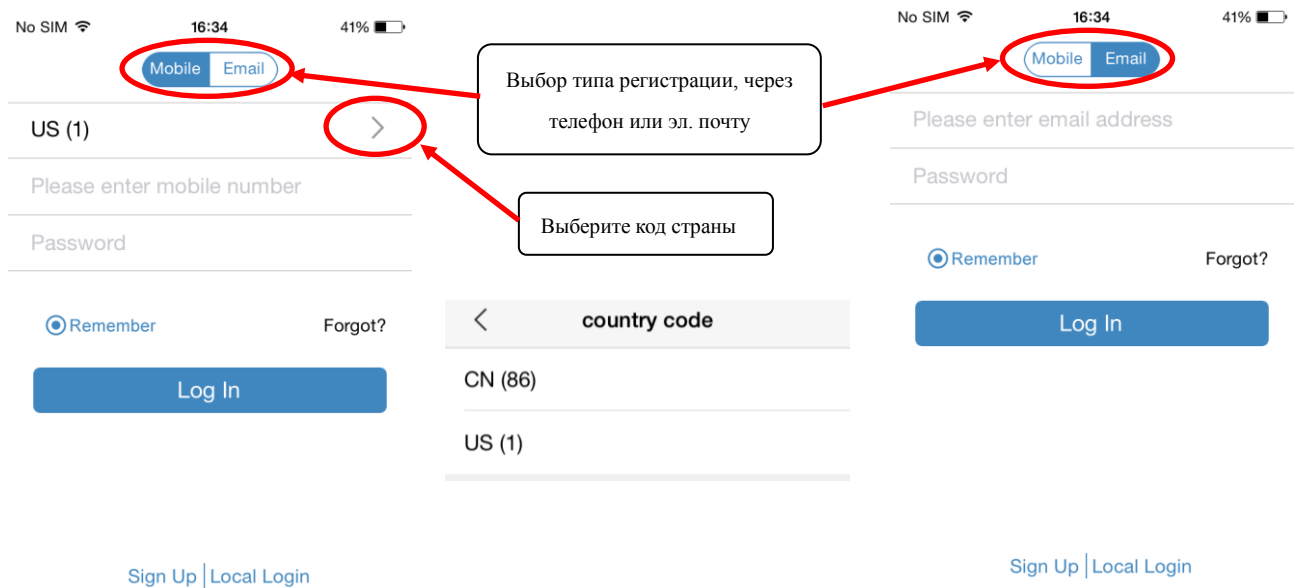 No SIM 16:34 41%
Mobile Email
US (1)
Please enter mobile number
Password
Remember Forgot?
Log In
Sign Up | Local Login
Выбор типа регистрации, через
телефон или эл. почту
Выберите код страны
country code
CN (86)
US (1)
No SIM 16:34 41%
Mobile Email
Please enter email address
Password
Remember Forgot?
Log In
Sign Up | Local Login